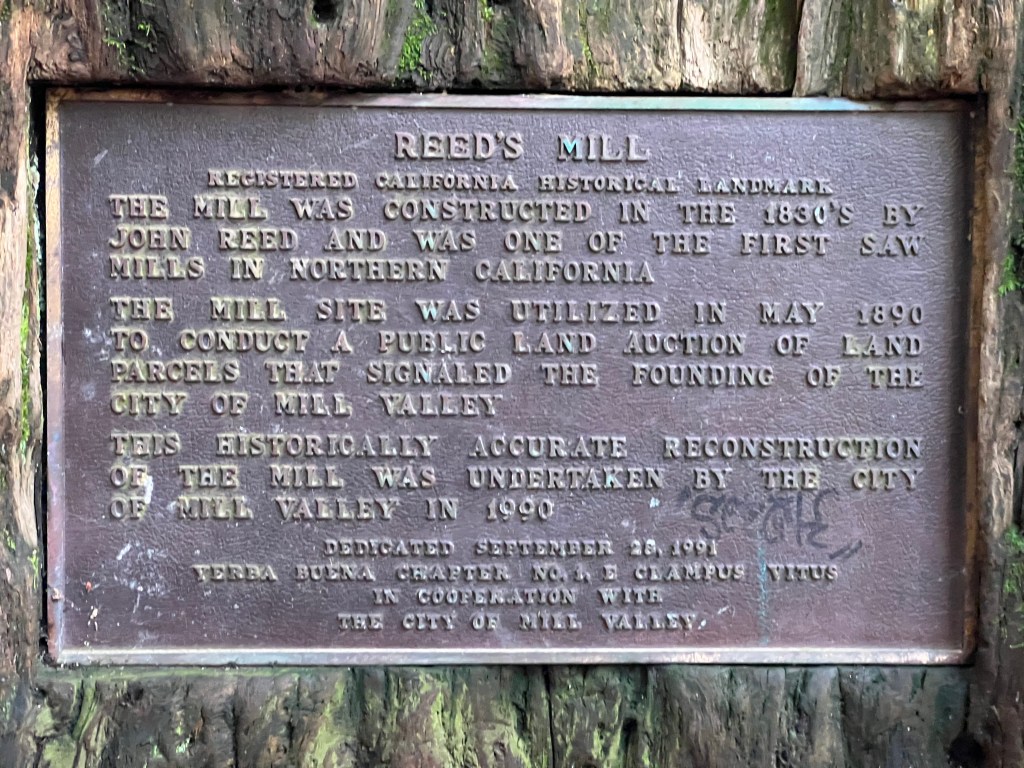 REED'S MILL
REGISTERED CALIFORNIA HISTORICAL LANDMARK
THE MILL WAS CONSTRUCTED IN THE 1830'S BY
JOHN REED AND WAS ONE OF THE FIRST SAW
MILLS IN NORTHERN CALIFORNIA
THE MILL SITE WAS UTILIZED IN MAY 1890
TO CONDUCT A PUBLIC LAND AUCTION OF LAND
PARCELS THAT SIGNALED THE FOUNDING OF THE
CITY OF MILL VALLEY
THIS HISTORICALLY ACCURATE RECONSTRUCTION
OF THE MILL WAS UNDERTAKEN BY THE CITY
OF MILL VALLEY IN 1990
DEDICATED SEPTEMBER 28, 1991
YERBA BUENA CHAPTER NO. 1, E CLAMPUS VITUS
IN COOPERATION WITH
THE CITY OF MILL VALLEY.